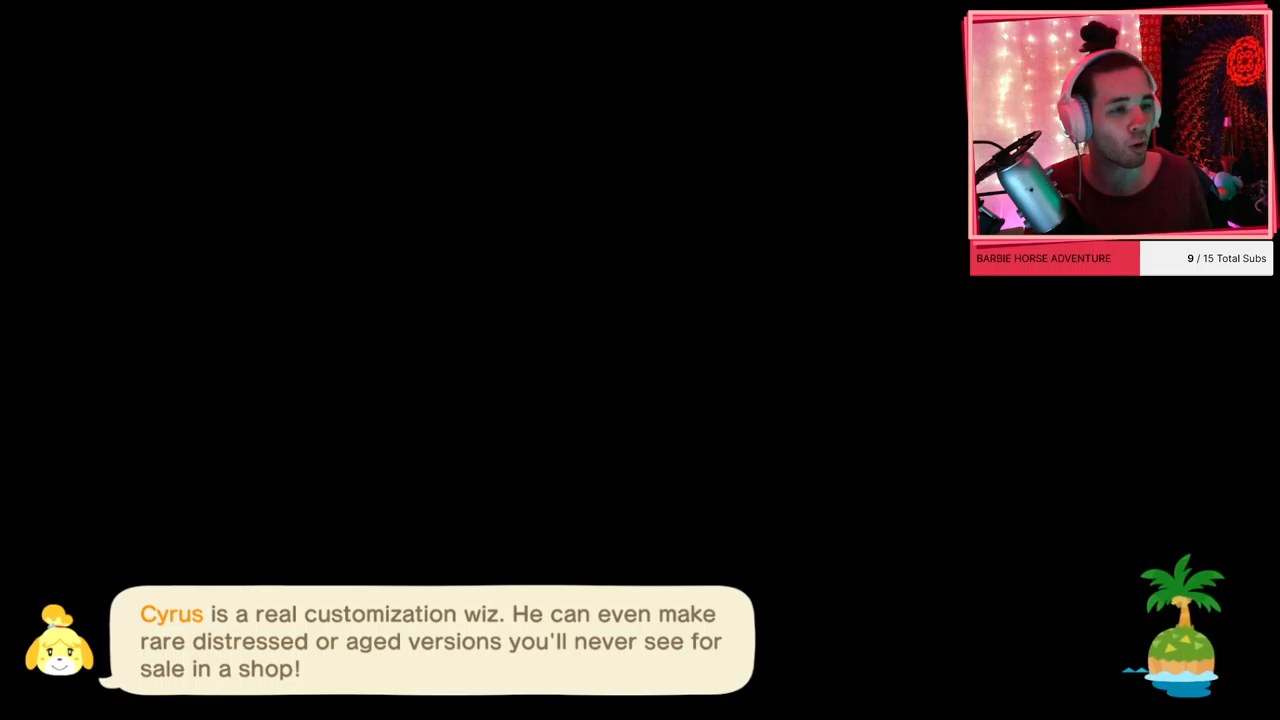 BARBIE HORSE ADVENTURE
9 / 15 Total Subs
Cyrus is a real customization wiz. He can even make
rare distressed or aged versions you'll never see for
sale in a shop!